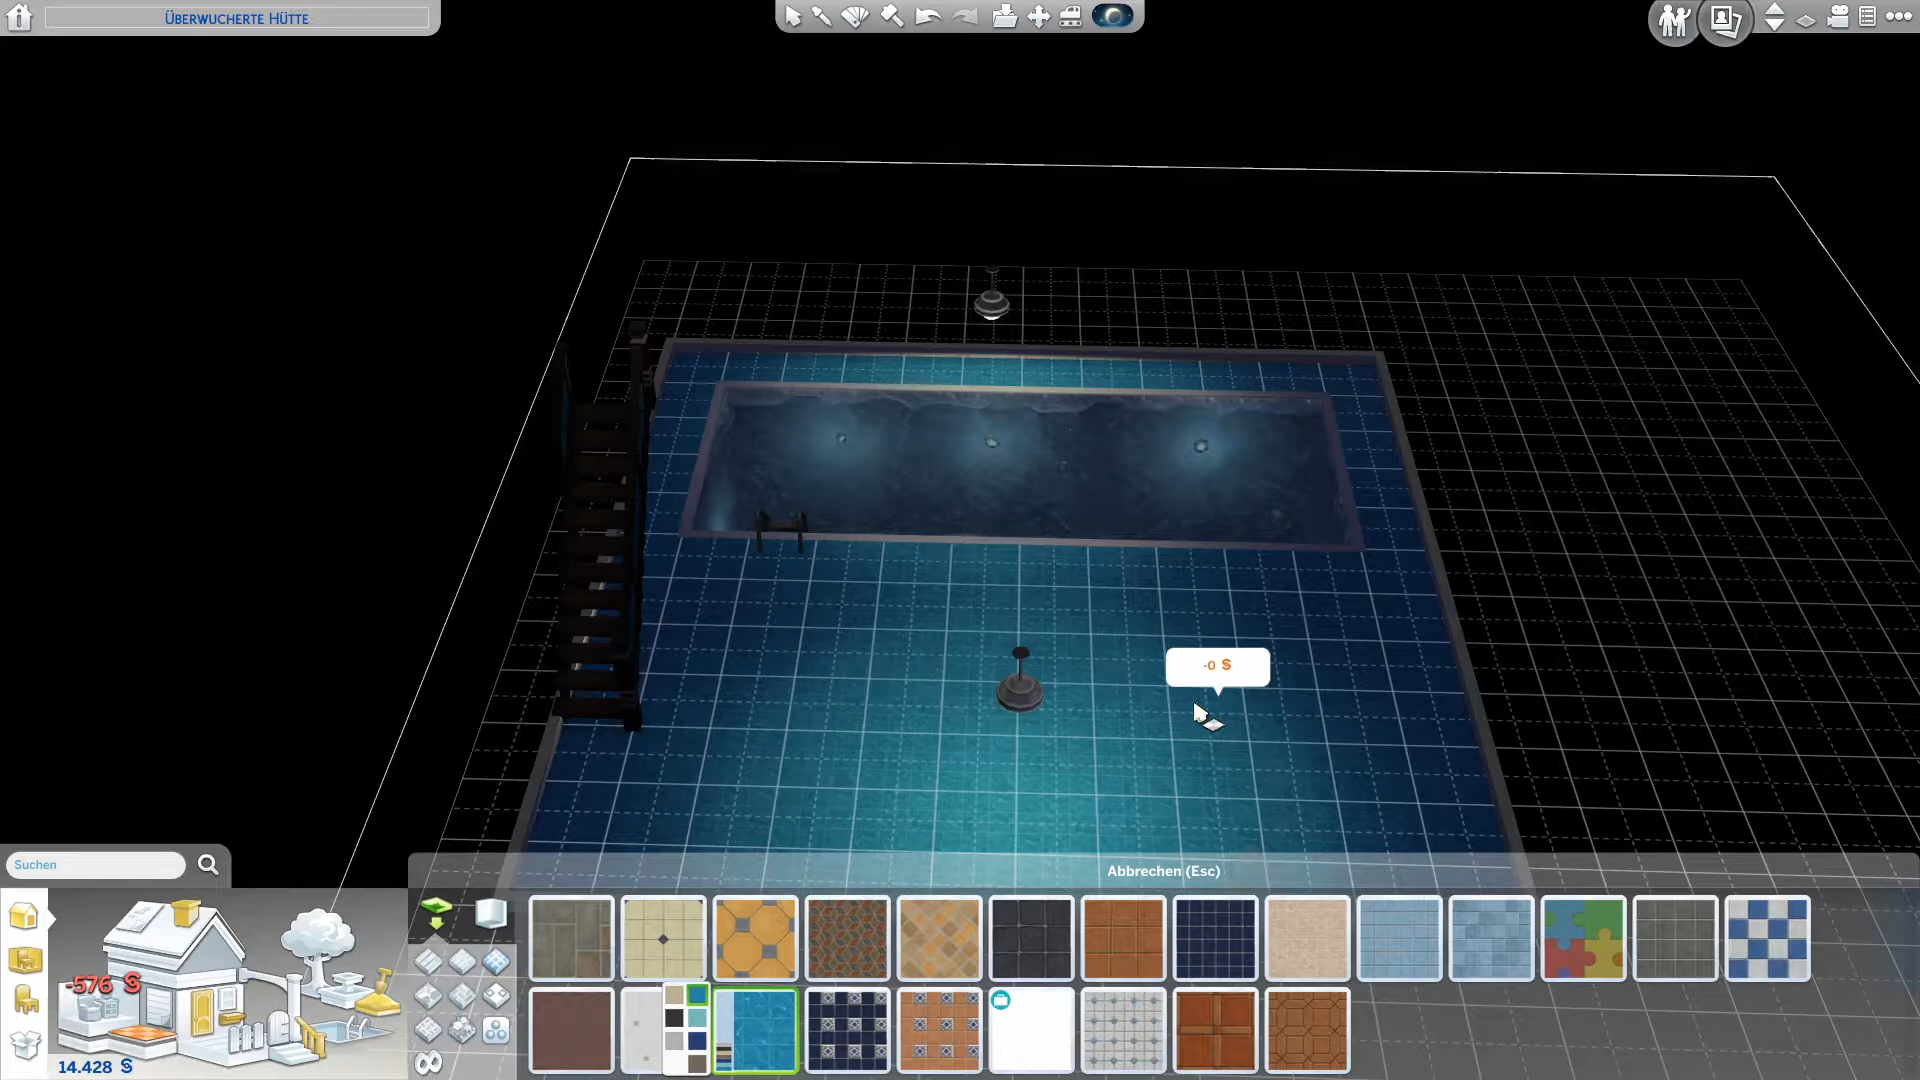 Überwucherte Hütte
-0 §
Abbrechen (Esc)
Suchen
-576 §
14.428 §